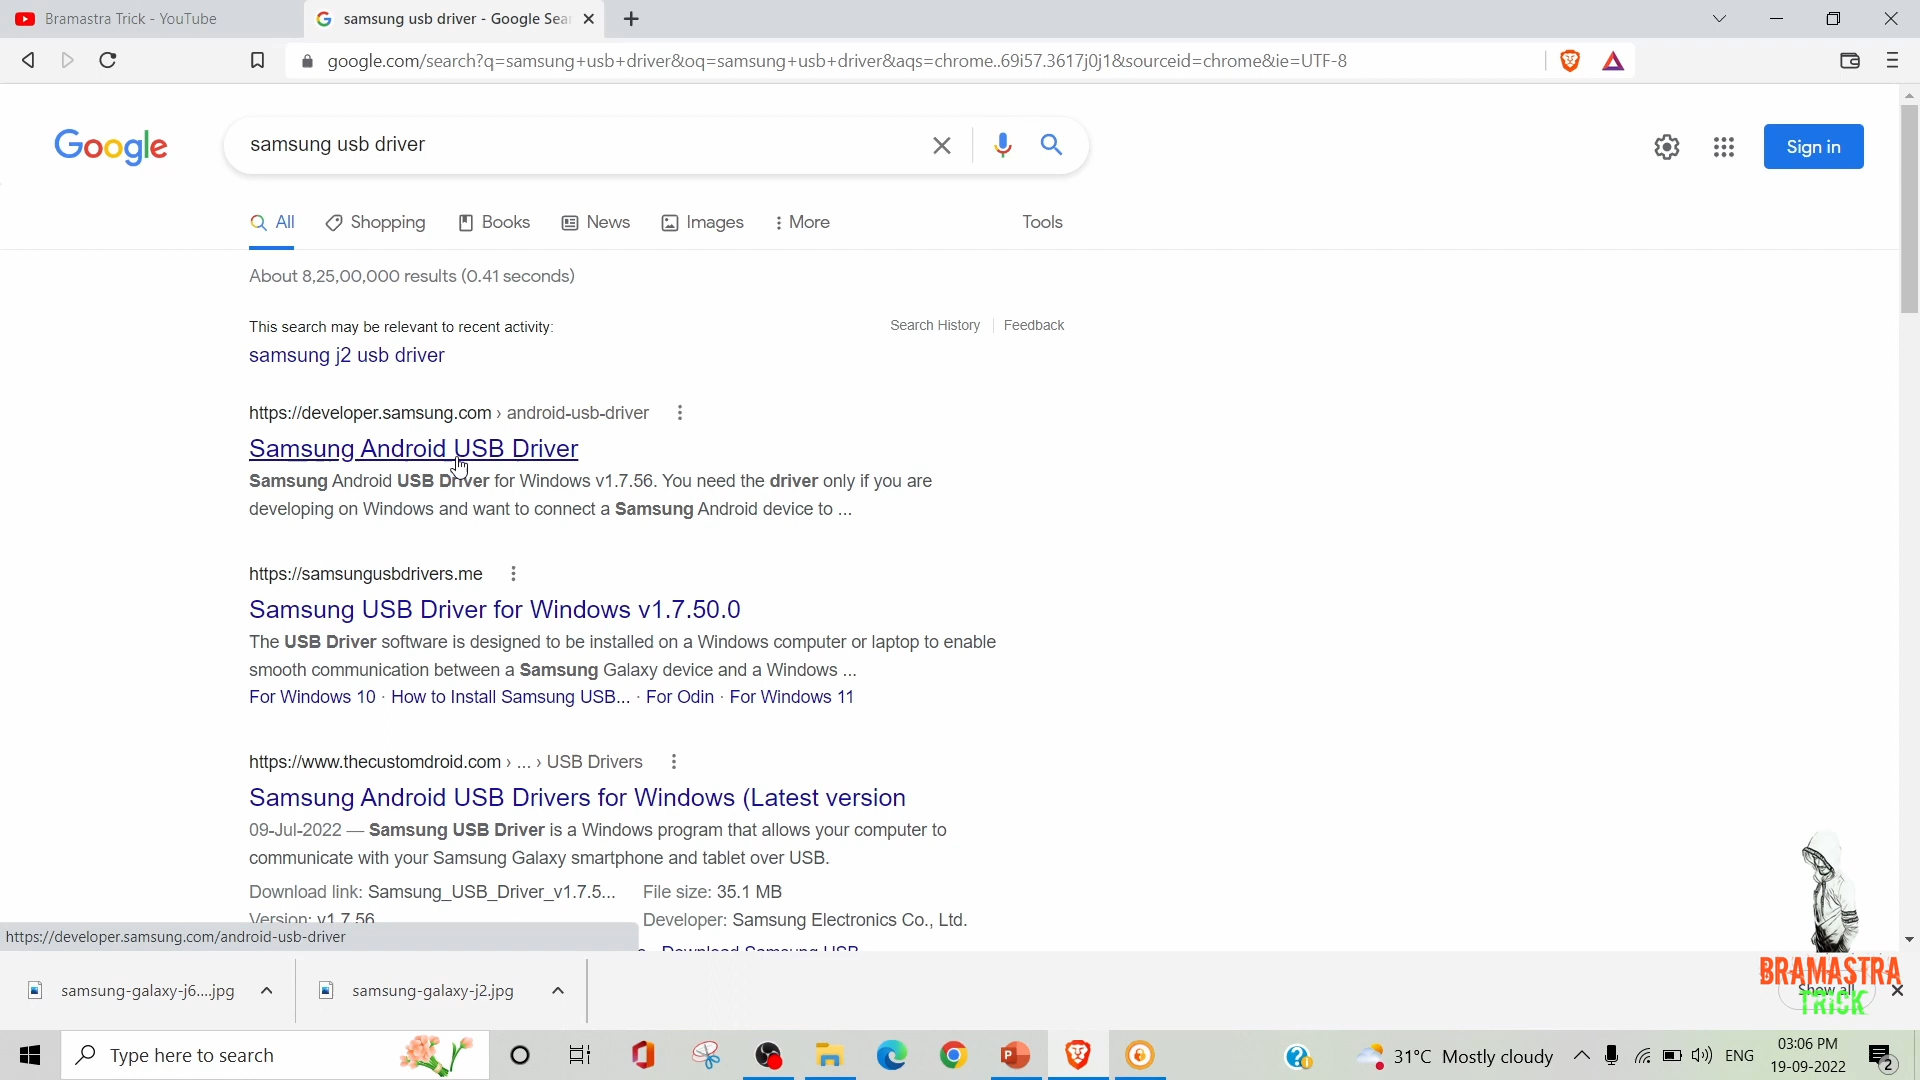 Bramastra Trick - YouTube
samsung usb driver - Google Sea
google.com/search?q=samsung+usb+driver&oq=samsung+usb+driver&aqs=chrome..69i57.3617j0j1&sourceid=chrome&ie=UTF-8
Google
samsung usb driver
Sign in
All Shopping Books News Images More Tools
About 8,25,00,000 results (0.41 seconds)
This search may be relevant to recent activity: Search History Feedback
samsung j2 usb driver
https://developer.samsung.com › android-usb-driver
Samsung Android USB Driver
Samsung Android USB Driver for Windows v1.7.56. You need the driver only if you are
developing on Windows and want to connect a Samsung Android device to ...
https://samsungusbdrivers.me
Samsung USB Driver for Windows v1.7.50.0
The USB Driver software is designed to be installed on a Windows computer or laptop to enable
smooth communication between a Samsung Galaxy device and a Windows ...
For Windows 10 · How to Install Samsung USB... · For Odin · For Windows 11
https://www.thecustomdroid.com › ... › USB Drivers
Samsung Android USB Drivers for Windows (Latest version
09-Jul-2022 — Samsung USB Driver is a Windows program that allows your computer to
communicate with your Samsung Galaxy smartphone and tablet over USB.
Download link: Samsung_USB_Driver_v1.7.5... File size: 35.1 MB
Version: v1.7.56 Developer: Samsung Electronics Co., Ltd.
Download Samsung USB
https://developer.samsung.com/android-usb-driver
samsung-galaxy-j6....jpg
samsung-galaxy-j2.jpg
Show all
BRAMASTRA
TRICK
Type here to search
31°C Mostly cloudy
ENG
03:06 PM
19-09-2022
2